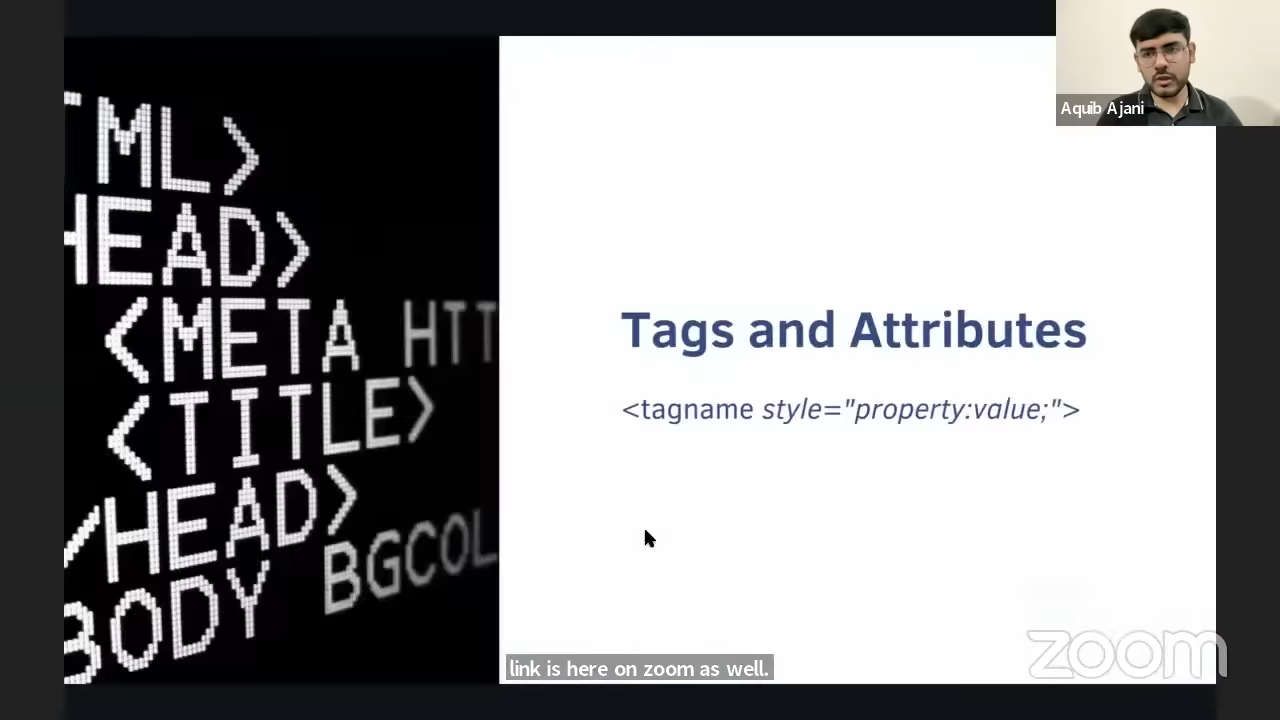 TML>
HEAD>
<META HTT
<TITLE>
/HEAD>
BODY BGCOL
Aquib Ajani
Tags and Attributes
<tagname style="property:value;">
link is here on zoom as well.
zoom